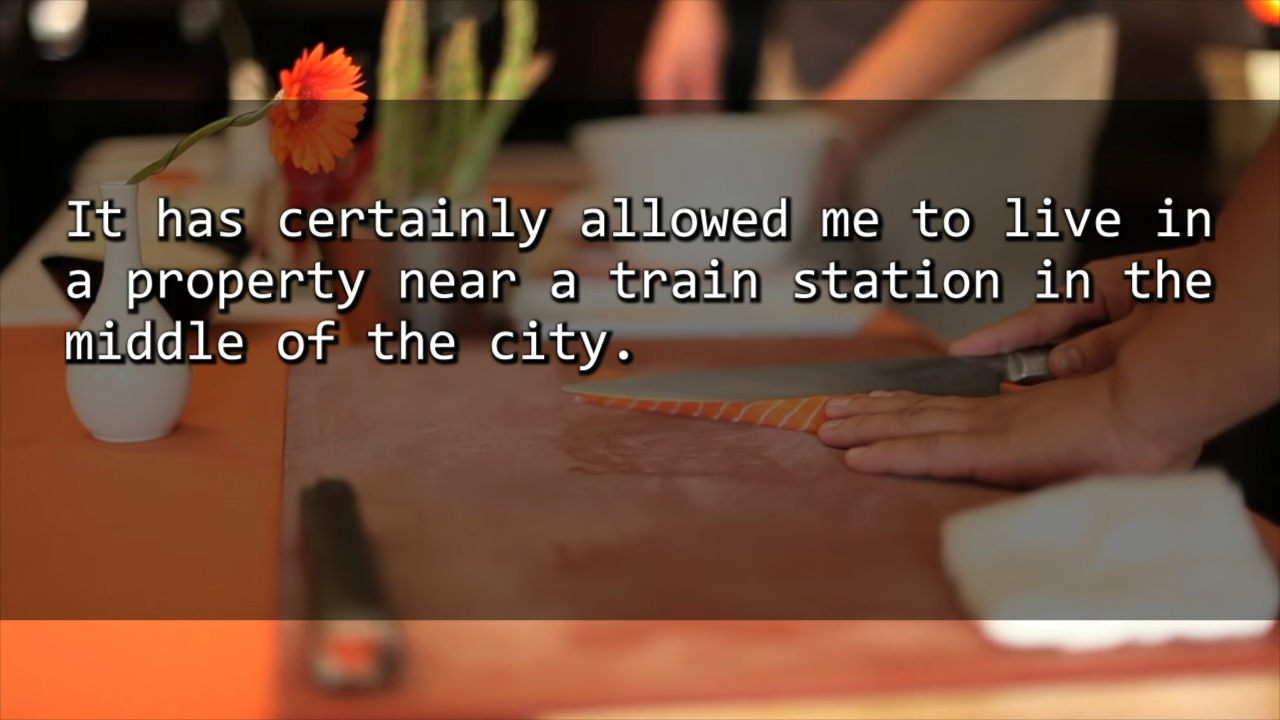 It has certainly allowed me to live in
a property near a train station in the
middle of the city.